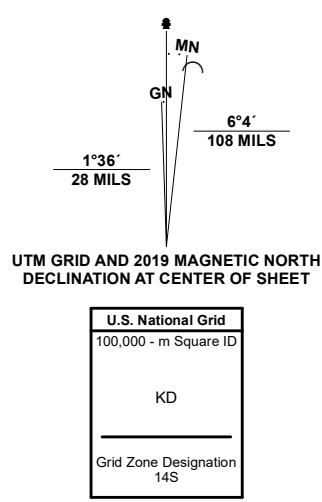 MN
GN
6°4´
108 MILS
1°36´
28 MILS
UTM GRID AND 2019 MAGNETIC NORTH
DECLINATION AT CENTER OF SHEET
U.S. National Grid
100,000 - m Square ID
KD
Grid Zone Designation
14S